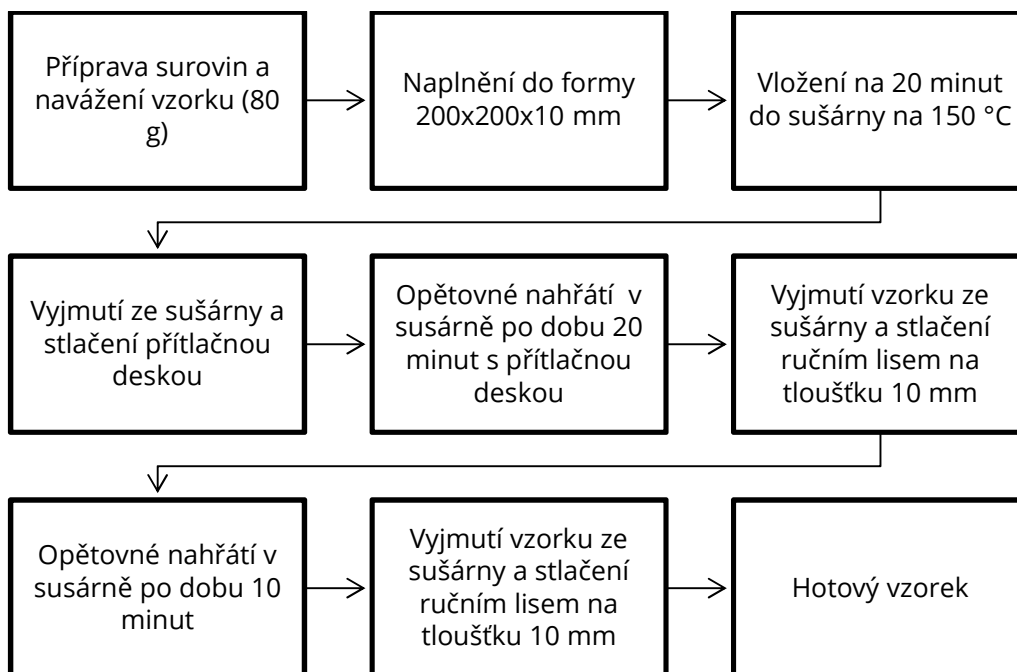 Příprava surovin a
navážení vzorku (80
g)
Naplnění do formy
200x200x10 mm
Vložení na 20 minut
do sušárny na 150 °C
Vyjmutí ze sušárny a
stlačení přítlačnou
deskou
Opětovné nahřátí v
susárně po dobu 20
minut s přítlačnou
deskou
Vyjmutí vzorku ze
sušárny a stlačení
ručním lisem na
tloušťku 10 mm
Opětovné nahřátí v
susárně po dobu 10
minut
Vyjmutí vzorku ze
sušárny a stlačení
ručním lisem na
tloušťku 10 mm
Hotový vzorek